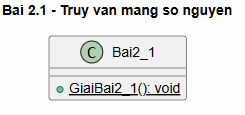 Bai 2.1 - Truy van mang so nguyen
C Bai2_1
GiaiBai2_1(): void